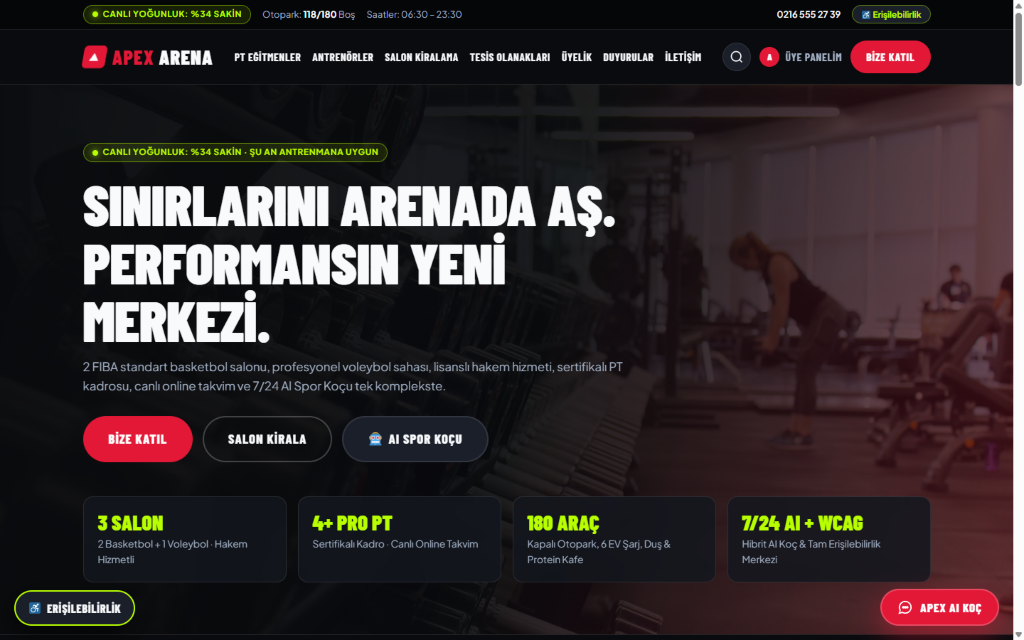 CANLI YOĞUNLUK: %34 SAKİN
Otopark: 118/180 Boş
Saatler: 06:30 – 23:30
0216 555 27 39
Erişilebilirlik
APEX ARENA
PT EĞİTMENLER
ANTRENÖRLER
SALON KİRALAMA
TESİS OLANAKLARI
ÜYELİK
DUYURULAR
İLETİŞİM
A
ÜYE PANELİM
BİZE KATIL
CANLI YOĞUNLUK: %34 SAKİN · ŞU AN ANTRENMANA UYGUN
SINIRLARINI ARENADA AŞ.
PERFORMANSIN YENİ
MERKEZİ.
2 FIBA standart basketbol salonu, profesyonel voleybol sahası, lisanslı hakem hizmeti, sertifikalı PT
kadrosu, canlı online takvim ve 7/24 AI Spor Koçu tek komplekste.
BİZE KATIL
SALON KİRALA
AI SPOR KOÇU
3 SALON
2 Basketbol + 1 Voleybol · Hakem
Hizmetli
4+ PRO PT
Sertifikalı Kadro · Canlı Online Takvim
180 ARAÇ
Kapalı Otopark, 6 EV Şarj, Duş &
Protein Kafe
7/24 AI + WCAG
Hibrit AI Koç & Tam Erişilebilirlik
Merkezi
ERİŞİLEBİLİRLİK
APEX AI KOÇ